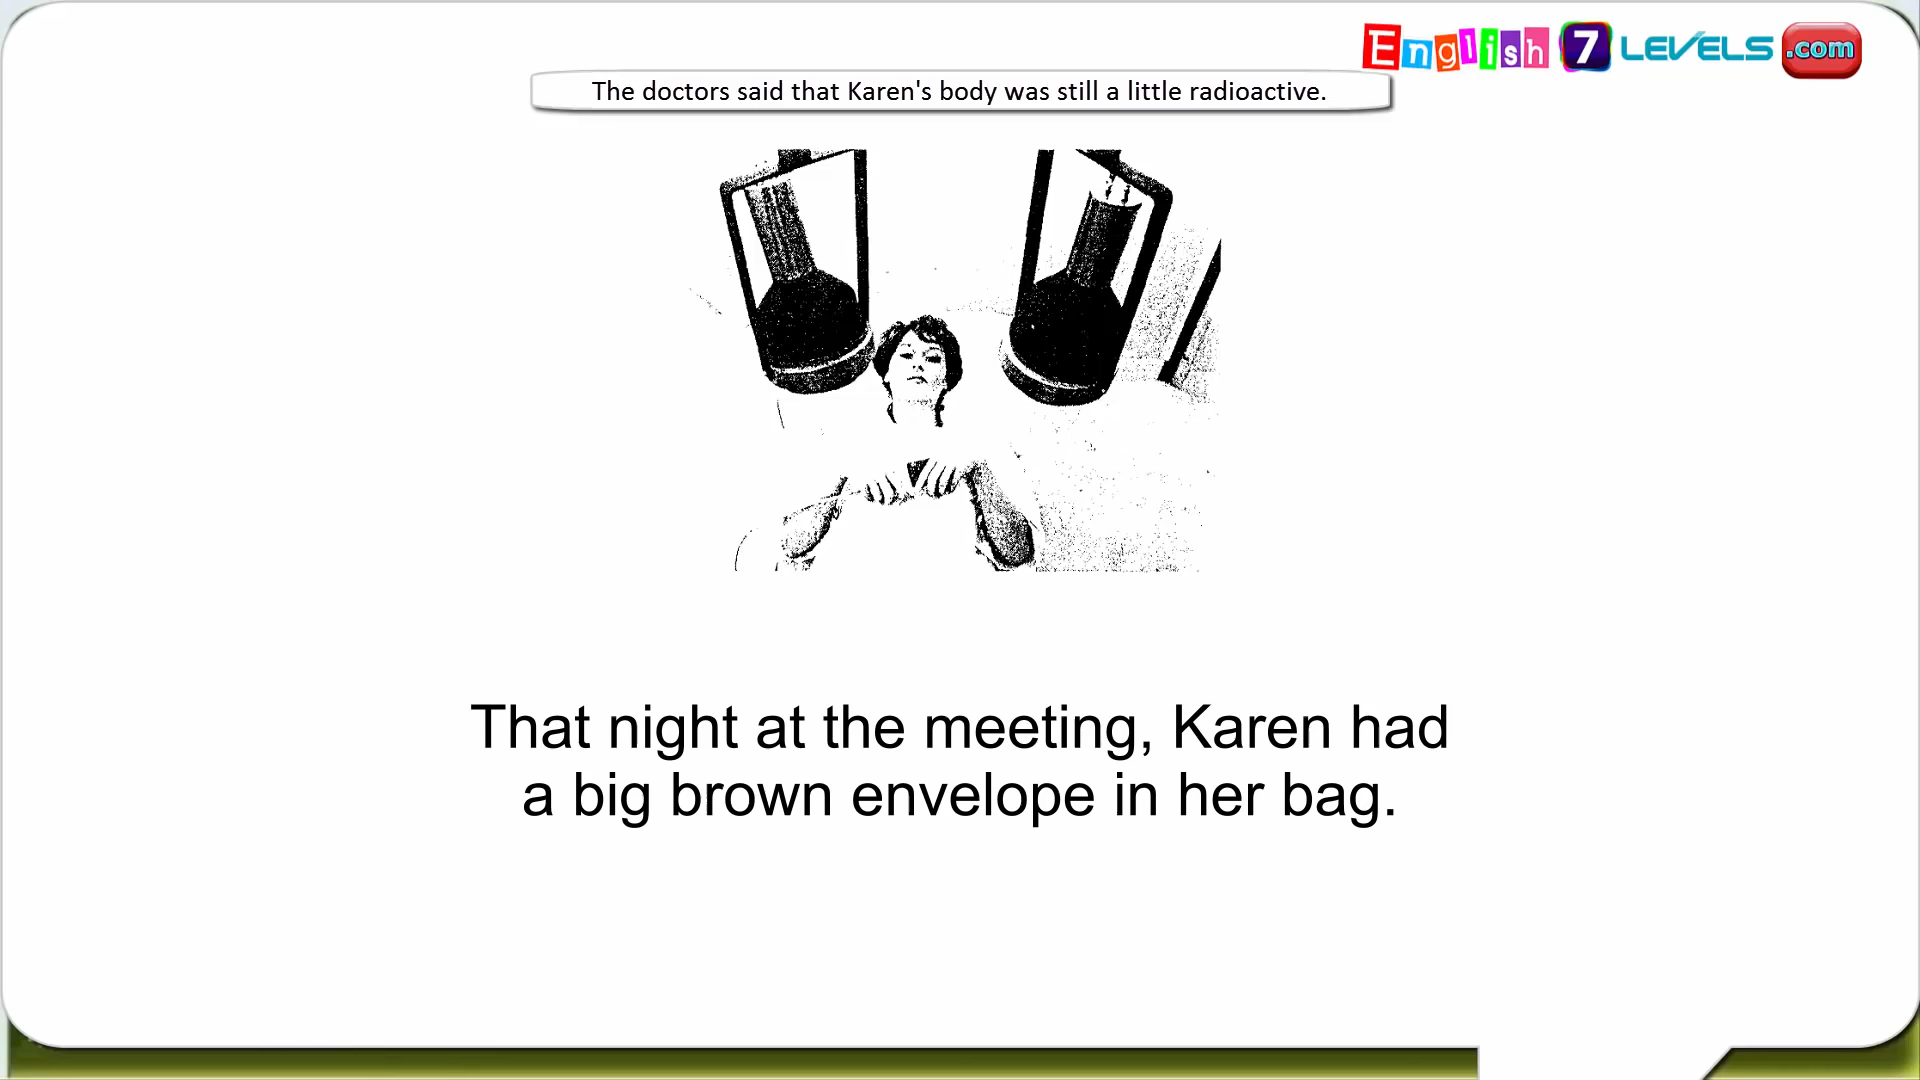 English 7 LEVELS .com
The doctors said that Karen's body was still a little radioactive.
That night at the meeting, Karen had
a big brown envelope in her bag.